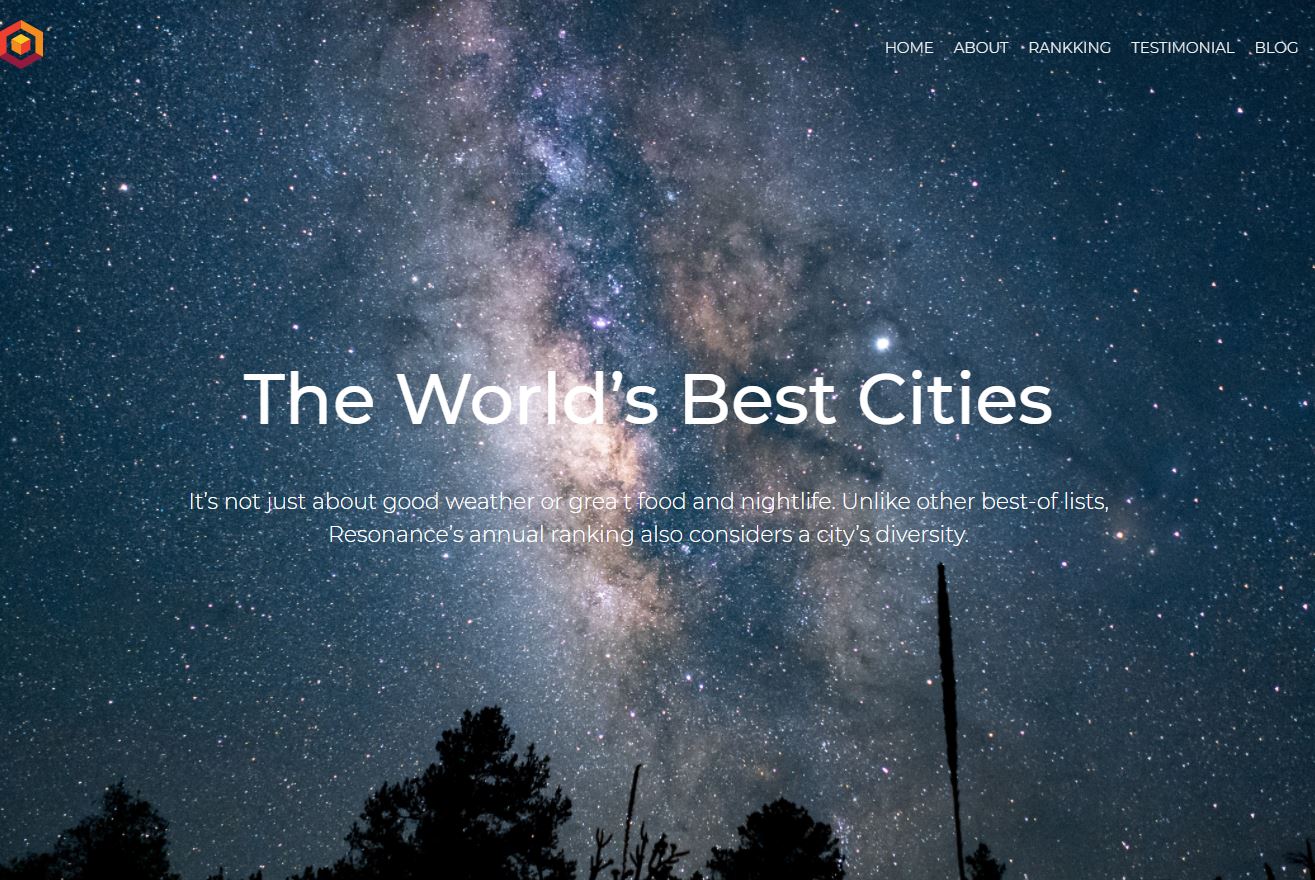 HOME ABOUT RANKKING TESTIMONIAL BLOG
The World's Best Cities
It's not just about good weather or grea t food and nightlife. Unlike other best-of lists,
Resonance's annual ranking also considers a city's diversity.